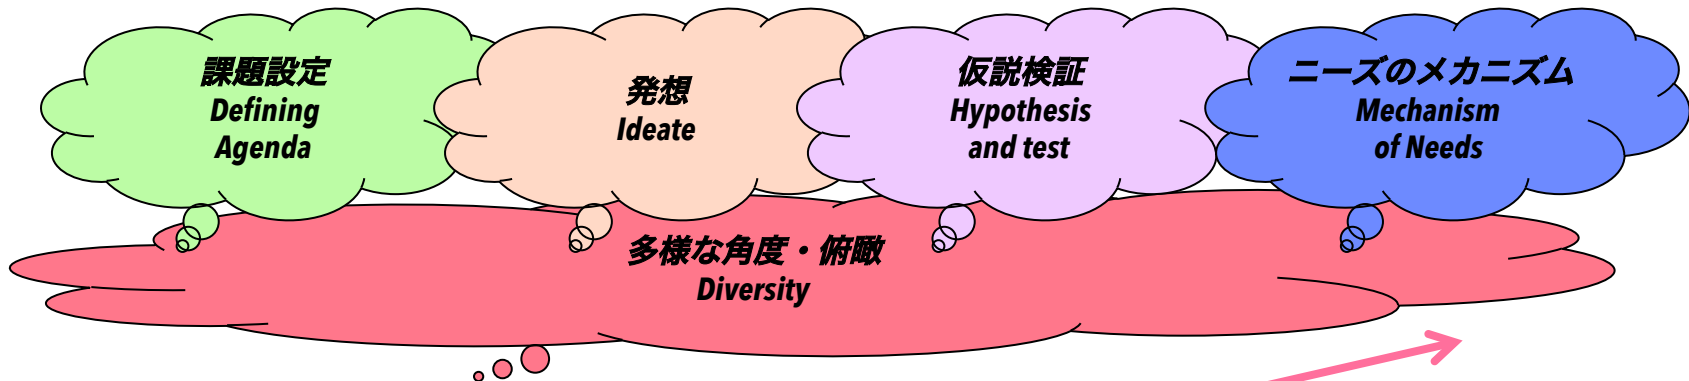 課題設定
Defining
Agenda
発想
Ideate
仮説検証
Hypothesis
and test
ニーズのメカニズム
Mechanism
of Needs
多様な角度・俯瞰
Diversity